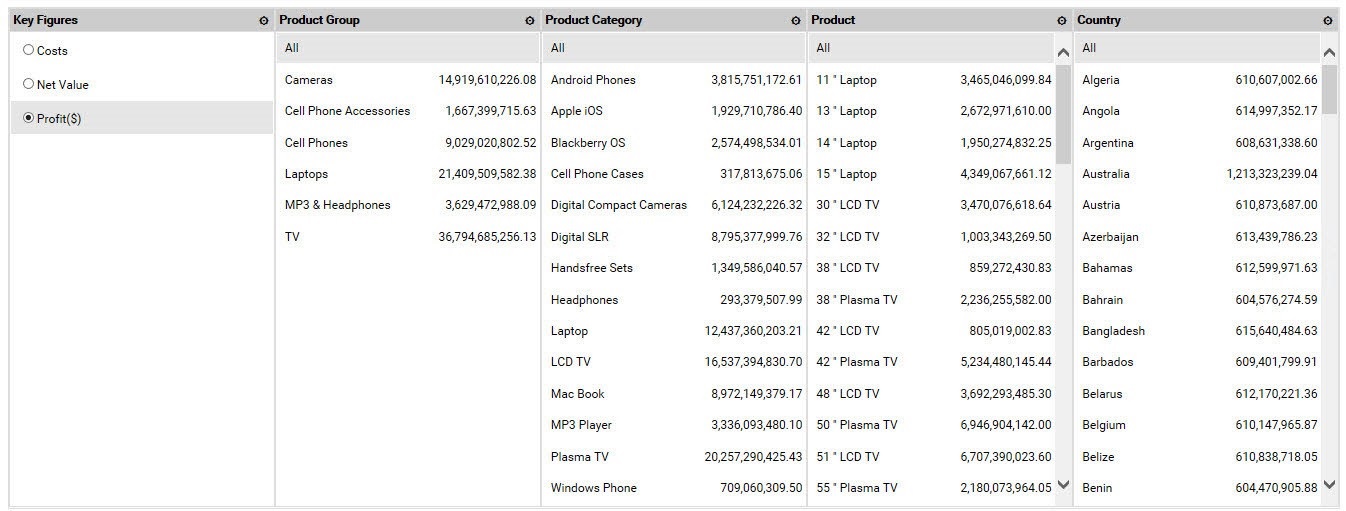 Key Figures Product Group Product Category Product Country
Costs All All All All
Net Value Cameras 14,919,610,226.08 Android Phones 3,815,751,172.61 11 " Laptop 3,465,046,099.84 Algeria 610,607,002.66
Profit($) Cell Phone Accessories 1,667,399,715.63 Apple iOS 1,929,710,786.40 13 " Laptop 2,672,971,610.00 Angola 614,997,352.17
Cell Phones 9,029,020,802.52 Blackberry OS 2,574,498,534.01 14 " Laptop 1,950,274,832.25 Argentina 608,631,338.60
Laptops 21,409,509,582.38 Cell Phone Cases 317,813,675.06 15 " Laptop 4,349,067,661.12 Australia 1,213,323,239.04
MP3 & Headphones 3,629,472,988.09 Digital Compact Cameras 6,124,232,226.32 30 " LCD TV 3,470,076,618.64 Austria 610,873,687.00
TV 36,794,685,256.13 Digital SLR 8,795,377,999.76 32 " LCD TV 1,003,343,269.50 Azerbaijan 613,439,786.23
Handsfree Sets 1,349,586,040.57 38 " LCD TV 859,272,430.83 Bahamas 612,599,971.63
Headphones 293,379,507.99 38 " Plasma TV 2,236,255,582.00 Bahrain 604,576,274.59
Laptop 12,437,360,203.21 42 " LCD TV 805,019,002.83 Bangladesh 615,640,484.63
LCD TV 16,537,394,830.70 42 " Plasma TV 5,234,480,145.44 Barbados 609,401,799.91
Mac Book 8,972,149,379.17 48 " LCD TV 3,692,293,485.30 Belarus 612,170,221.36
MP3 Player 3,336,093,480.10 50 " Plasma TV 6,946,904,142.00 Belgium 610,147,965.87
Plasma TV 20,257,290,425.43 51 " LCD TV 6,707,390,023.60 Belize 610,838,718.05
Windows Phone 709,060,309.50 55 " Plasma TV 2,180,073,964.05 Benin 604,470,905.88